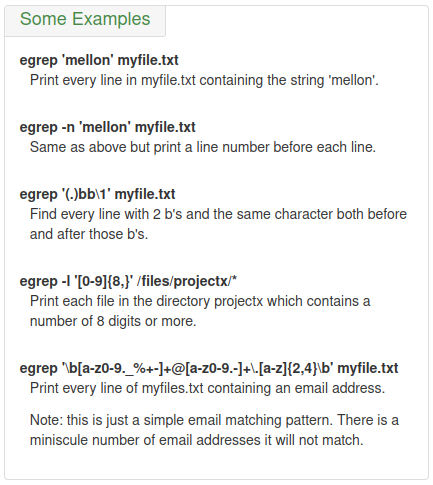 Some Examples
egrep 'mellon' myfile.txt
Print every line in myfile.txt containing the string 'mellon'.
egrep -n 'mellon' myfile.txt
Same as above but print a line number before each line.
egrep '(.)bb\1' myfile.txt
Find every line with 2 b's and the same character both before
and after those b's.
egrep -l '[0-9]{8,}' /files/projectx/*
Print each file in the directory projectx which contains a
number of 8 digits or more.
egrep '\b[a-z0-9._%+-]+@[a-z0-9.-]+\.[a-z]{2,4}\b' myfile.txt
Print every line of myfiles.txt containing an email address.
Note: this is just a simple email matching pattern. There is a
miniscule number of email addresses it will not match.